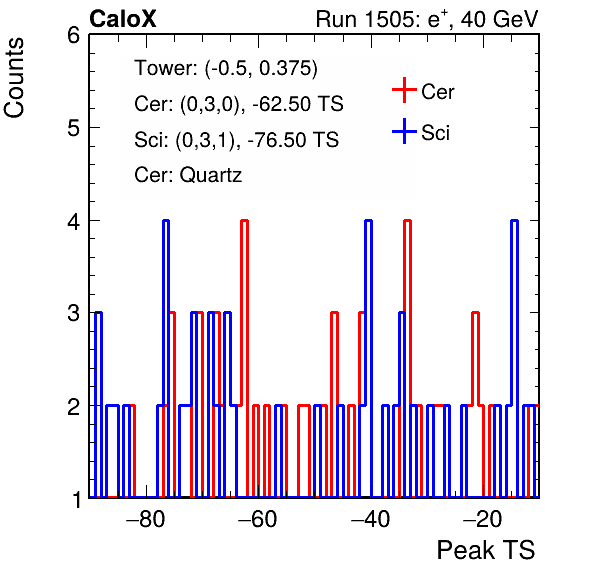 CaloX Run 1505: e⁺, 40 GeV
Counts
6
5
4
3
2
1
Tower: (-0.5, 0.375)
Cer: (0,3,0), -62.50 TS
Sci: (0,3,1), -76.50 TS
Cer: Quartz
Cer
Sci
−80 −60 −40 −20
Peak TS